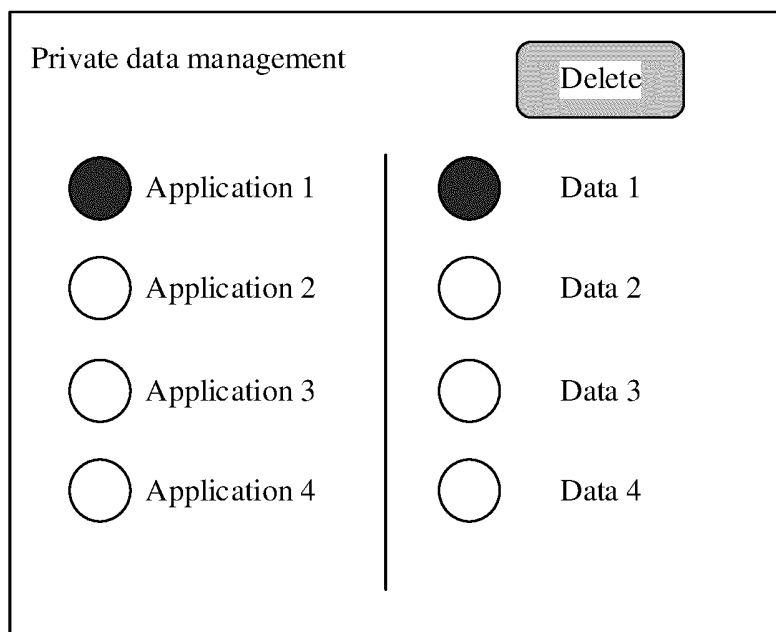 Private data management
Delete
Application 1
Data 1
Application 2
Data 2
Application 3
Data 3
Application 4
Data 4